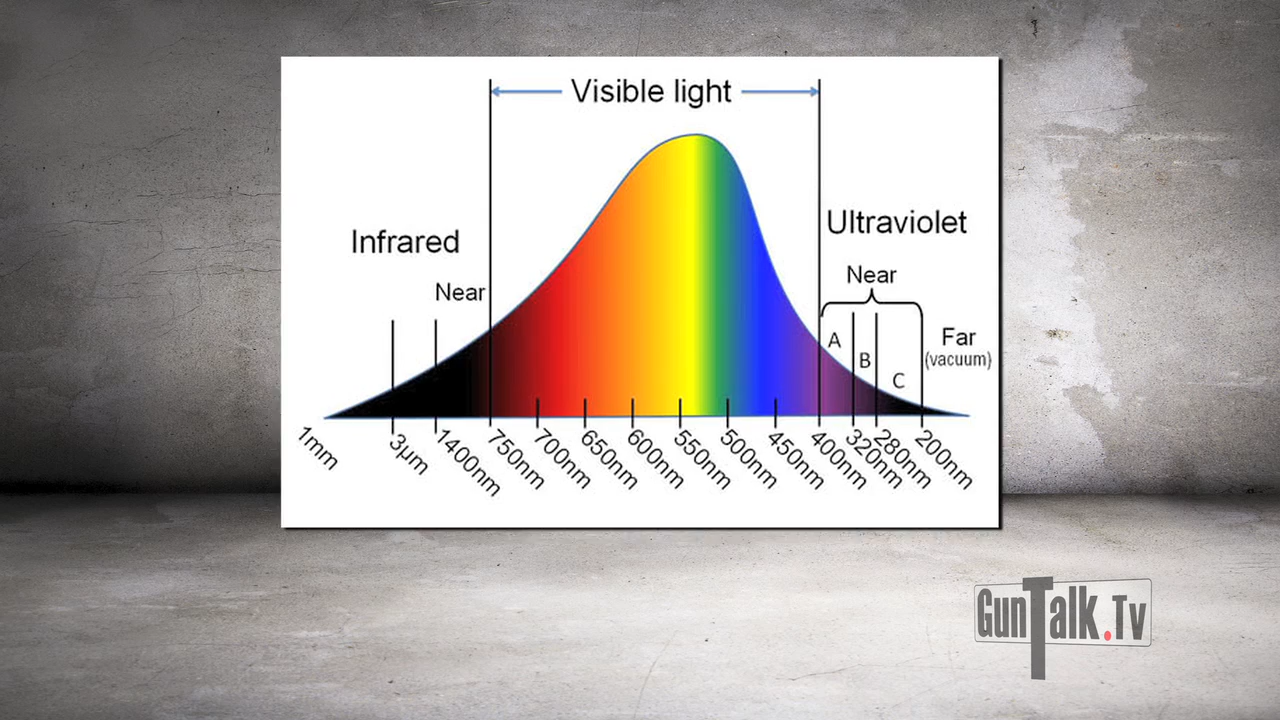 Visible light
Infrared
Near
Ultraviolet
Near
A
B
C
Far
(vacuum)
1mm
3μm
1400nm
750nm
700nm
650nm
600nm
550nm
500nm
450nm
400nm
320nm
280nm
200nm
GunTalk.Tv